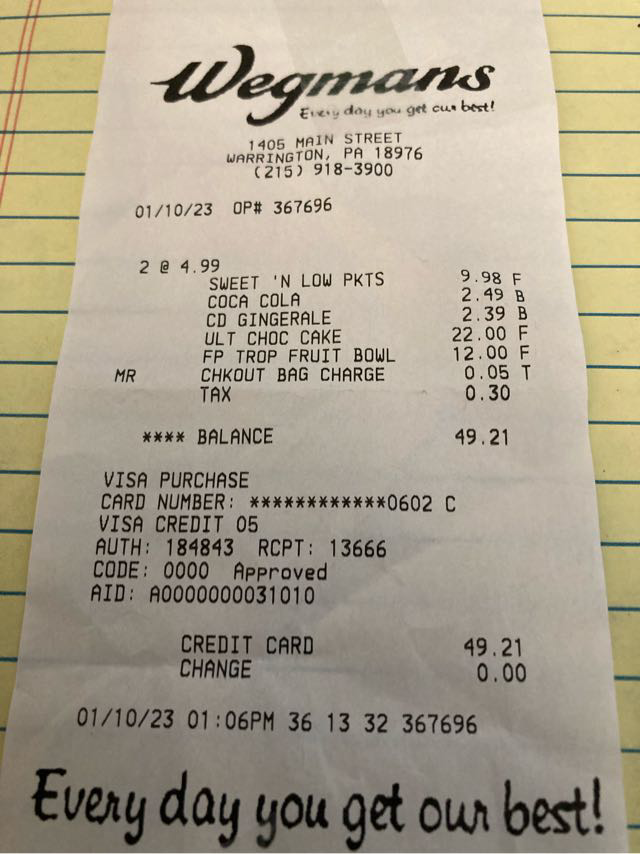 Wegmans
Every day you get our best!
1405 MAIN STREET
WARRINGTON, PA 18976
(215) 918-3900
01/10/23 OP# 367696
2 @ 4.99
SWEET 'N LOW PKTS 9.98 F
COCA COLA 2.49 B
CD GINGERALE 2.39 B
ULT CHOC CAKE 22.00 F
FP TROP FRUIT BOWL 12.00 F
MR CHKOUT BAG CHARGE 0.05 T
TAX 0.30
**** BALANCE 49.21
VISA PURCHASE
CARD NUMBER: ************0602 C
VISA CREDIT 05
AUTH: 184843 RCPT: 13666
CODE: 0000 Approved
AID: A0000000031010
CREDIT CARD 49.21
CHANGE 0.00
01/10/23 01:06PM 36 13 32 367696
Every day you get our best!